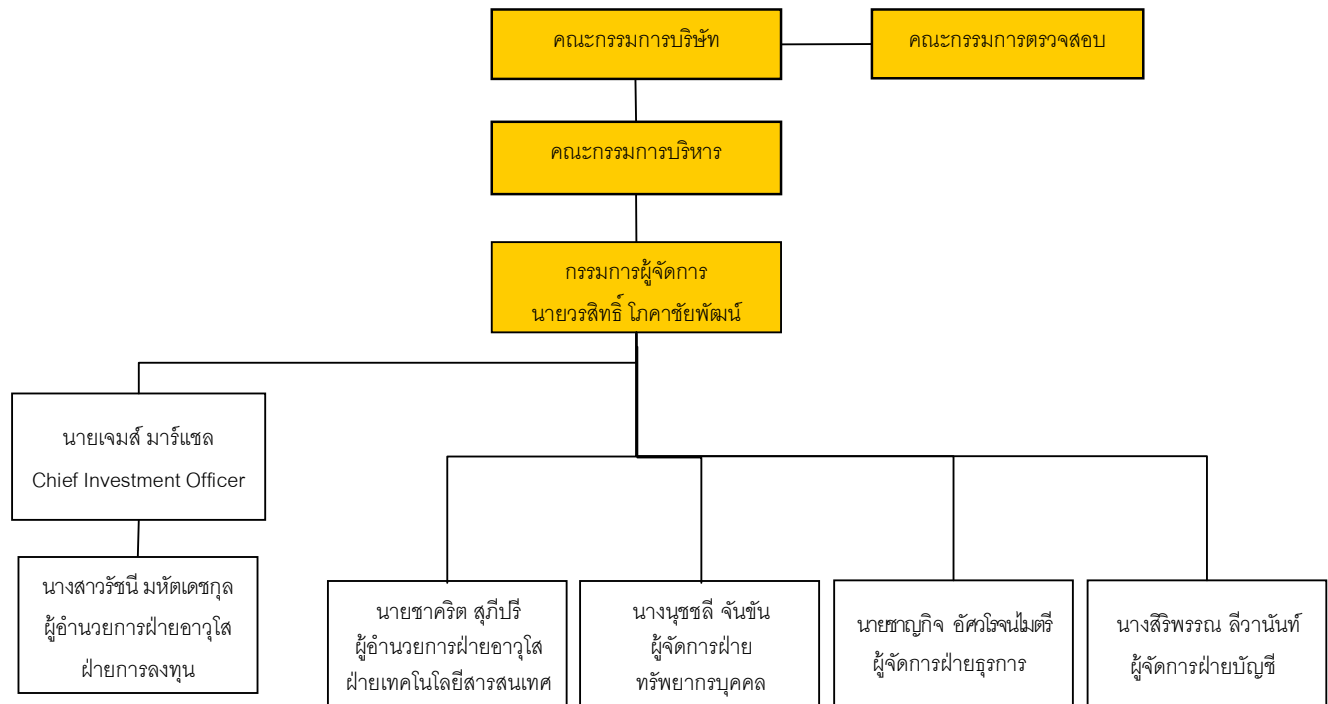 คณะกรรมการบริษัท
คณะกรรมการตรวจสอบ
คณะกรรมการบริหาร
กรรมการผู้จัดการ
นายวรสิทธิ์ โภคาชัยพัฒน์
นายเจมส์ มาร์แชล
Chief Investment Officer
นางสาวรัชนี มหัตเดชกุล
ผู้อำนวยการฝ่ายอาวุโส
ฝ่ายการลงทุน
นายชาคริต สุภีปรี
ผู้อำนวยการฝ่ายอาวุโส
ฝ่ายเทคโนโลยีสารสนเทศ
นางนุชชลี จันขัน
ผู้จัดการฝ่าย
ทรัพยากรบุคคล
นายชาญกิจ อัศวโรจนไมตรี
ผู้จัดการฝ่ายธุรการ
นางสิริพรรณ ลีวานันท์
ผู้จัดการฝ่ายบัญชี